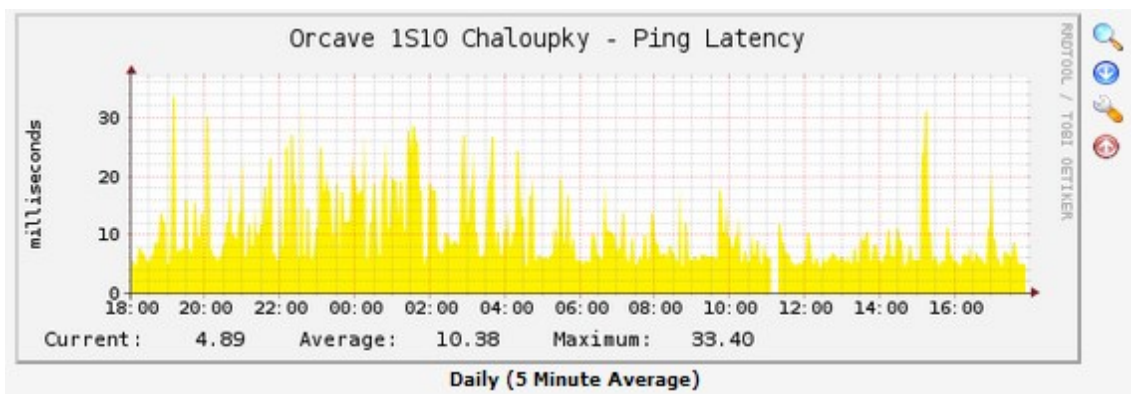 Orcave 1S10 Chaloupky - Ping Latency
RRDTOOL / TOBI OETIKER
milliseconds
30
20
10
0
18:00 20:00 22:00 00:00 02:00 04:00 06:00 08:00 10:00 12:00 14:00 16:00
Current: 4.89 Average: 10.38 Maximum: 33.40
Daily (5 Minute Average)